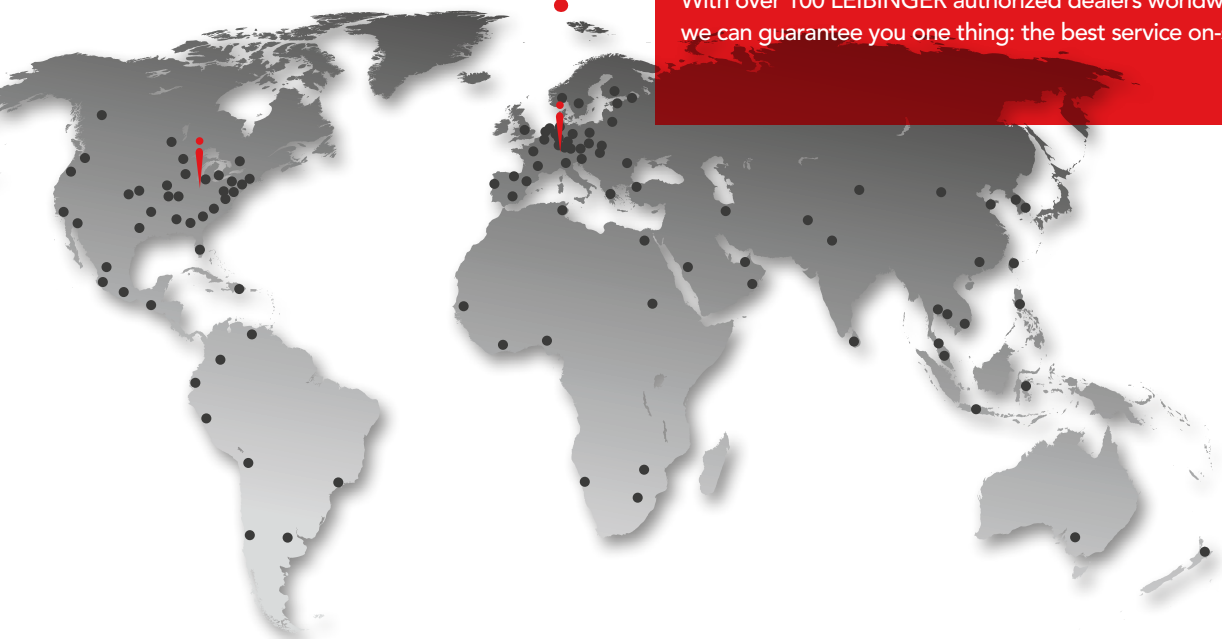 With over 100 LEIBINGER authorized dealers worldw
we can guarantee you one thing: the best service on-